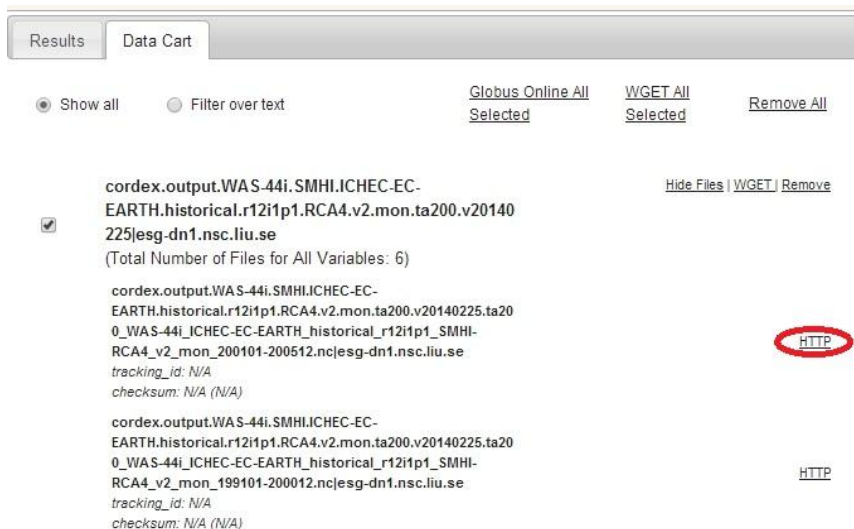 Results
Data Cart
Show all
Filter over text
Globus Online All
Selected
WGET All
Selected
Remove All
cordex.output.WAS-44i.SMHI.ICHEC-EC-
EARTH.historical.r12i1p1.RCA4.v2.mon.ta200.v20140
225|esg-dn1.nsc.liu.se
(Total Number of Files for All Variables: 6)
Hide Files | WGET | Remove
cordex.output.WAS-44i.SMHI.ICHEC-EC-
EARTH.historical.r12i1p1.RCA4.v2.mon.ta200.v20140225.ta20
0_WAS-44i_ICHEC-EC-EARTH_historical_r12i1p1_SMHI-
RCA4_v2_mon_200101-200512.nc|esg-dn1.nsc.liu.se
HTTP
tracking_id: N/A
checksum: N/A (N/A)
cordex.output.WAS-44i.SMHI.ICHEC-EC-
EARTH.historical.r12i1p1.RCA4.v2.mon.ta200.v20140225.ta20
0_WAS-44i_ICHEC-EC-EARTH_historical_r12i1p1_SMHI-
RCA4_v2_mon_199101-200012.nc|esg-dn1.nsc.liu.se
HTTP
tracking_id: N/A
checksum: N/A (N/A)